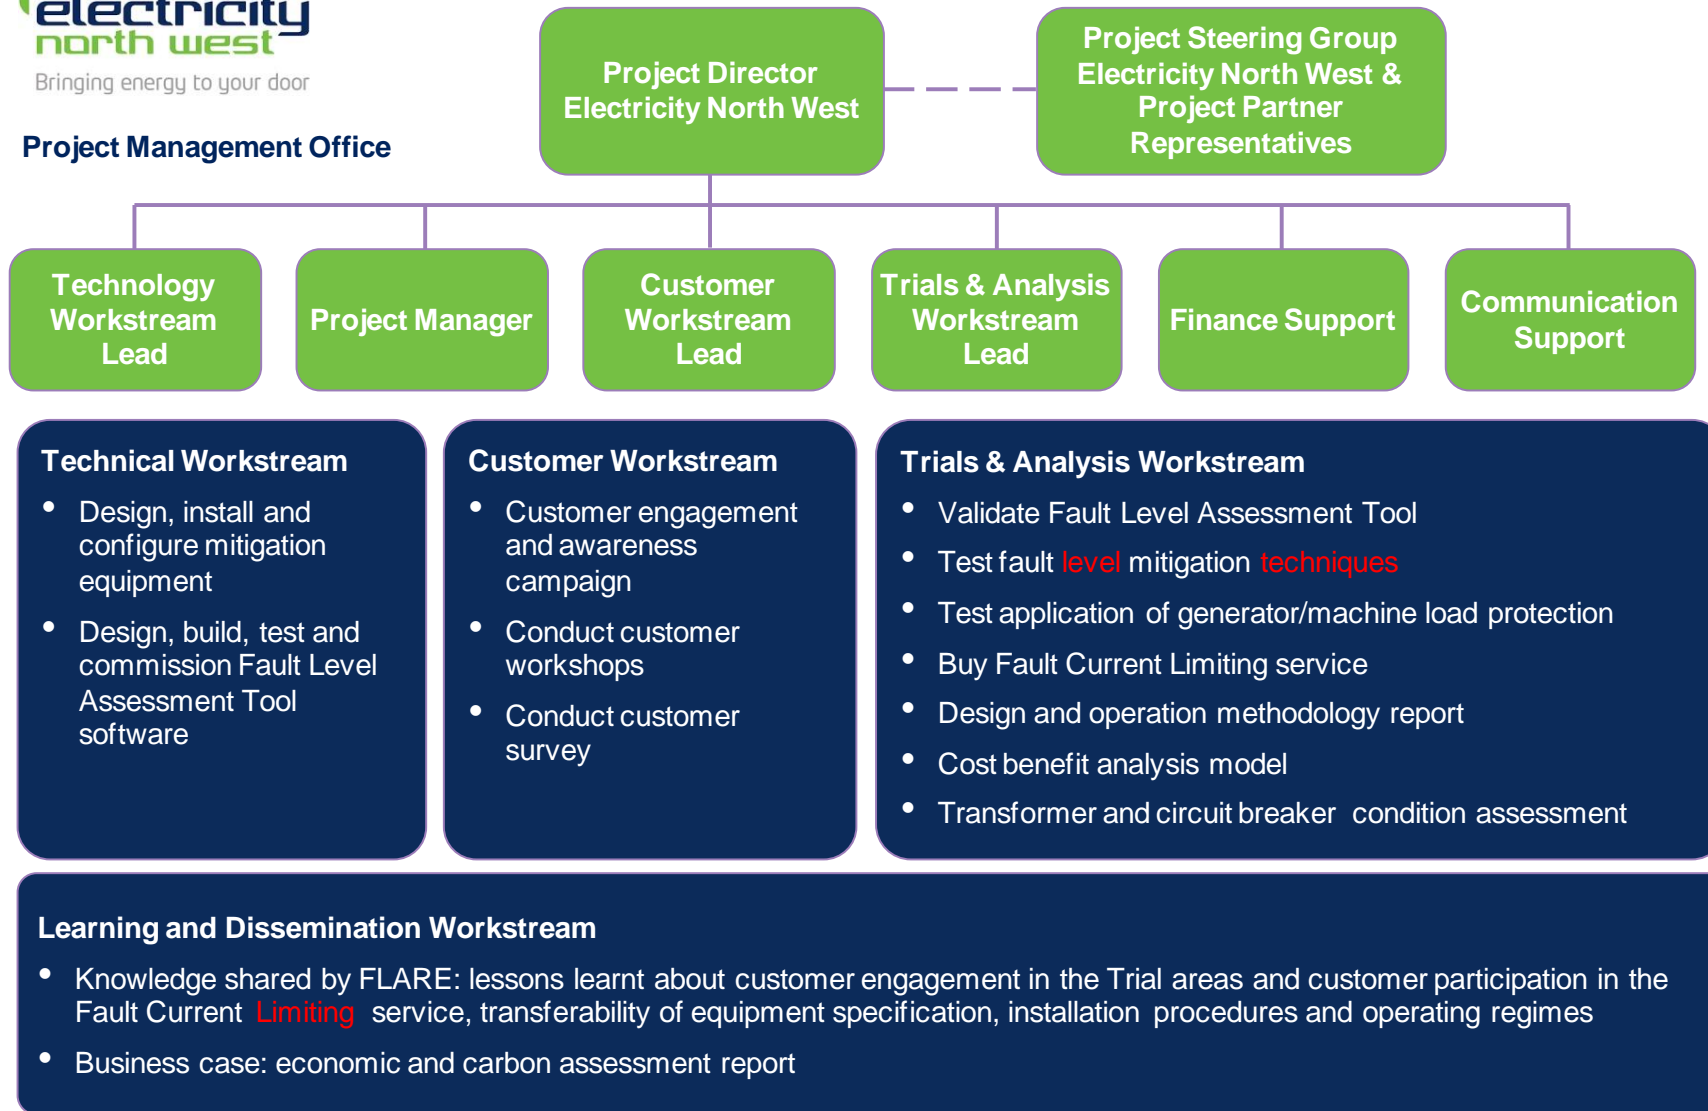 electricity
north west
Bringing energy to your door
Project Management Office
Project Director
Electricity North West
Project Steering Group
Electricity North West &
Project Partner
Representatives
Technology
Workstream
Lead
Project Manager
Customer
Workstream
Lead
Trials & Analysis
Workstream
Lead
Finance Support
Communication
Support
Technical Workstream
• Design, install and
configure mitigation
equipment
• Design, build, test and
commission Fault Level
Assessment Tool
software
Customer Workstream
• Customer engagement
and awareness
campaign
• Conduct customer
workshops
• Conduct customer
survey
Trials & Analysis Workstream
• Validate Fault Level Assessment Tool
• Test fault level mitigation techniques
• Test application of generator/machine load protection
• Buy Fault Current Limiting service
• Design and operation methodology report
• Cost benefit analysis model
• Transformer and circuit breaker condition assessment
Learning and Dissemination Workstream
• Knowledge shared by FLARE: lessons learnt about customer engagement in the Trial areas and customer participation in the
Fault Current Limiting service, transferability of equipment specification, installation procedures and operating regimes
• Business case: economic and carbon assessment report